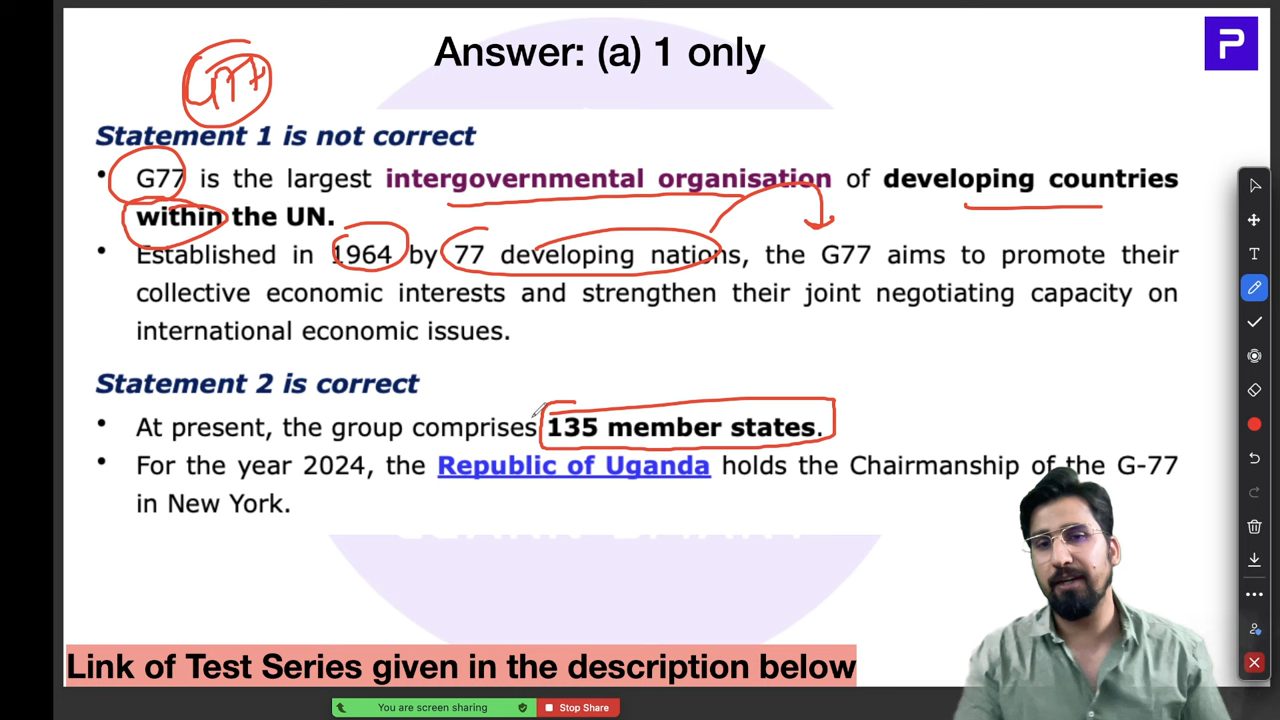 Answer: (a) 1 only
P
G77
Statement 1 is not correct
• G77 is the largest intergovernmental organisation of developing countries
within the UN.
• Established in 1964 by 77 developing nations, the G77 aims to promote their
collective economic interests and strengthen their joint negotiating capacity on
international economic issues.
Statement 2 is correct
• At present, the group comprises 135 member states.
• For the year 2024, the Republic of Uganda holds the Chairmanship of the G-77
in New York.
Link of Test Series given in the description below
You are screen sharing
Stop Share